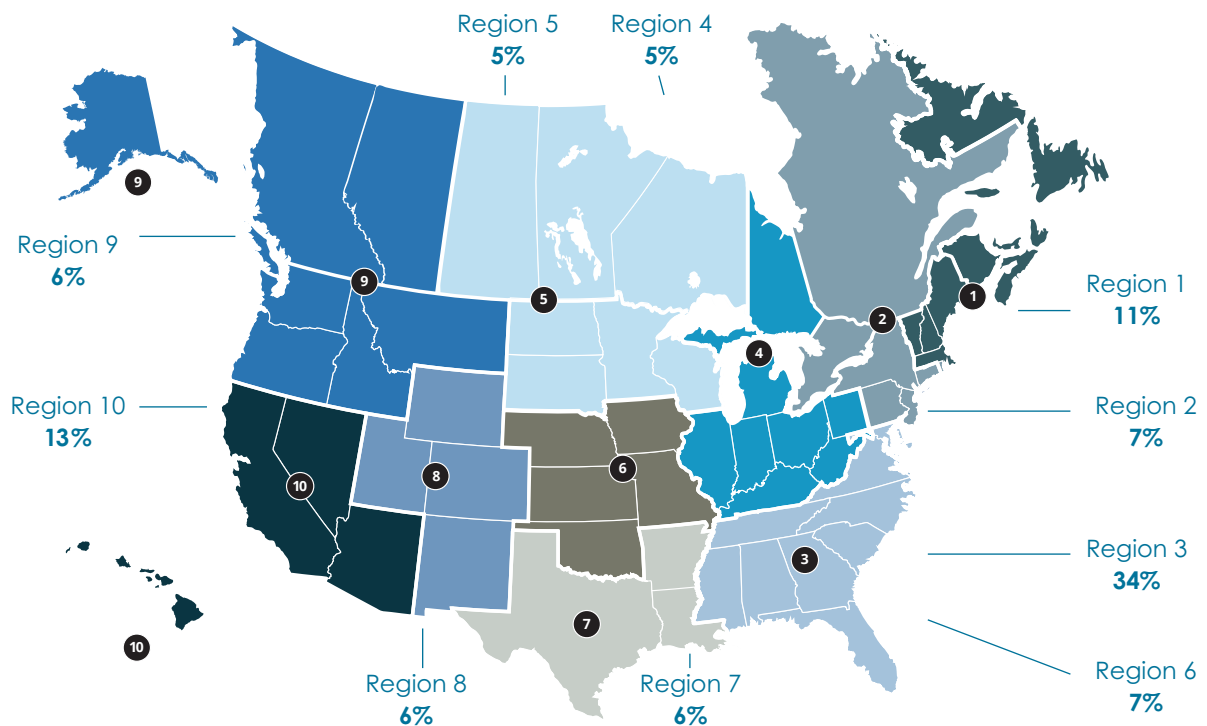 Region 5
5%
Region 4
5%
9
Region 9
6%
9
5
1
Region 1
11%
2
4
Region 10
13%
Region 2
7%
6
8
10
3
Region 3
34%
7
10
Region 8
6%
Region 7
6%
Region 6
7%